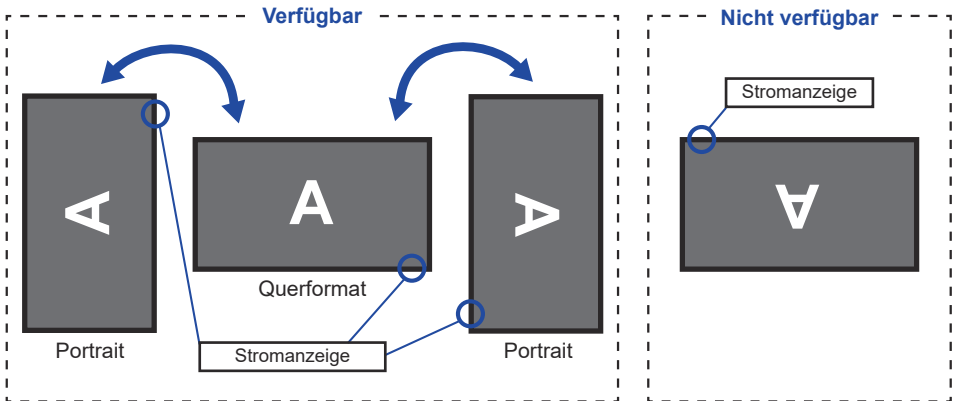 Verfügbar
Nicht verfügbar
Stromanzeige
A
A
A
A
Querformat
Portrait
Stromanzeige
Portrait